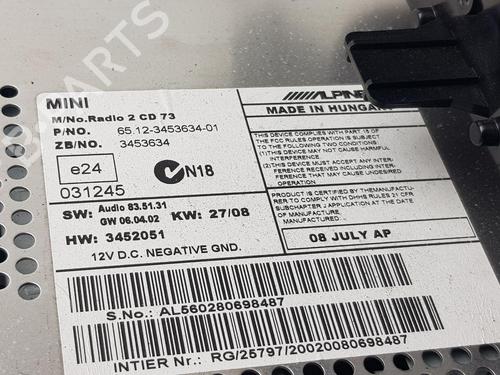 MINI
ALPINE
M/No.Radio 2 CD 73
MADE IN HUNGARY
P/NO. 65.12-3453634-01
ZB/NO. 3453634
THIS DEVICE COMPLIES WITH PART 15 OF
THE FCC RULES. OPERATION IS SUBJECT
TO THE FOLLOWING TWO CONDITIONS:
(1)THIS DEVICE MAY NOT CAUSE HARMFUL
INTERFERENCE
(2)THIS DEVICE MUST ACCEPT ANY INTER-
FERENCE RECEIVED INCLUDING INTER-
FERENCE THAT MAY CAUSE UNDESIRED
OPERATION.
e24
N18
031245
PRODUCT IS CERTIFIED BY THE MANUFAC-
TURER TO COMPLY WITH DHHS RULES 21.CFR
SUBCHAPTER J APPLICATION AT THE DATE
OF MANUFACTURE.
MANUFACTURED:
SW: Audio 83.51.31
GW 06.04.02 KW: 27/08
HW: 3452051
12V D.C. NEGATIVE GND.
08 JULY AP
S.No.: AL560280698487
INTIER Nr.: RG/25797/20020080698487